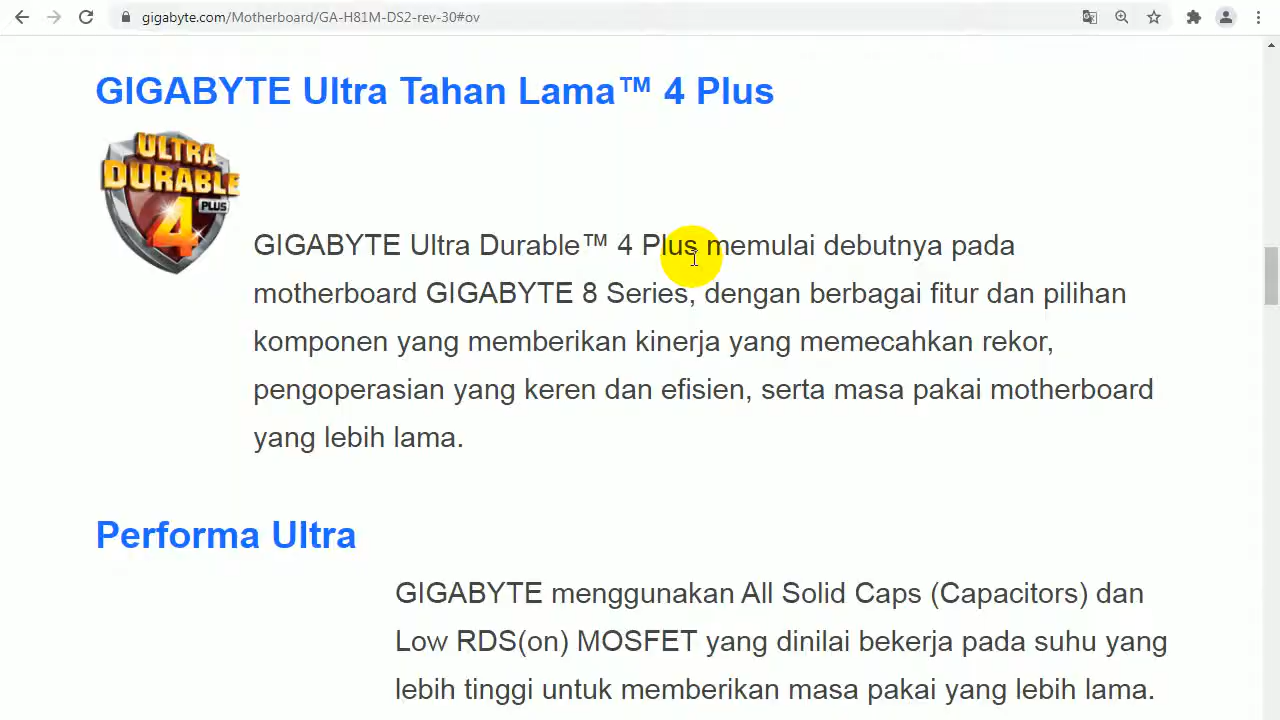 gigabyte.com/Motherboard/GA-H81M-DS2-rev-30#ov
GIGABYTE Ultra Tahan Lama™ 4 Plus
ULTRA
DURABLE
4 PLUS
GIGABYTE Ultra Durable™ 4 Plus memulai debutnya pada
motherboard GIGABYTE 8 Series, dengan berbagai fitur dan pilihan
komponen yang memberikan kinerja yang memecahkan rekor,
pengoperasian yang keren dan efisien, serta masa pakai motherboard
yang lebih lama.
Performa Ultra
GIGABYTE menggunakan All Solid Caps (Capacitors) dan
Low RDS(on) MOSFET yang dinilai bekerja pada suhu yang
lebih tinggi untuk memberikan masa pakai yang lebih lama.